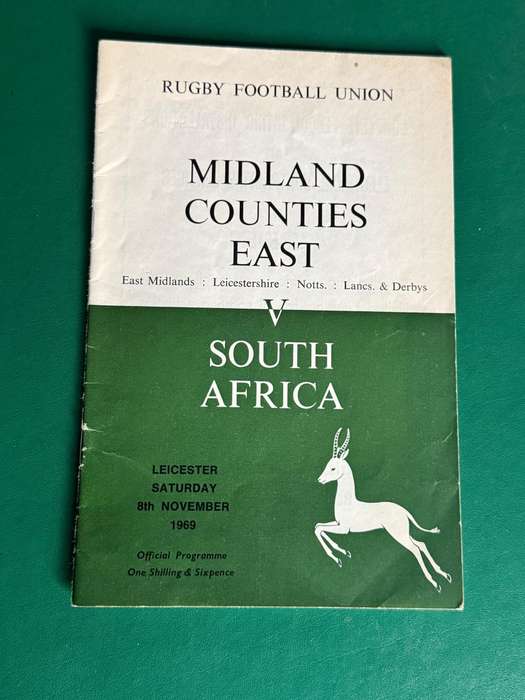 RUGBY FOOTBALL UNION
MIDLAND
COUNTIES
EAST
East Midlands : Leicestershire : Notts. : Lancs. & Derbys
V
SOUTH
AFRICA
LEICESTER
SATURDAY
8th NOVEMBER
1969
Official Programme
One Shilling & Sixpence